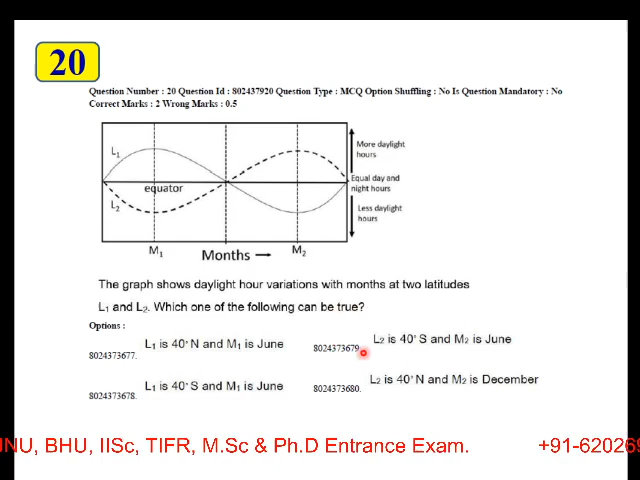 20
Question Number : 20 Question Id : 802437920 Question Type : MCQ Option Shuffling : No Is Question Mandatory : No
Correct Marks : 2 Wrong Marks : 0.5
L₁
More daylight
hours
equator
Equal day and
night hours
L₂
Less daylight
hours
M₁
Months
M₂
The graph shows daylight hour variations with months at two latitudes
L₁ and L₂. Which one of the following can be true?
Options :
L₁ is 40°N and M₁ is June
8024373677.
L₂ is 40°S and M₂ is June
8024373679.
L₁ is 40°S and M₁ is June
8024373678.
L₂ is 40°N and M₂ is December
8024373680.
JNU, BHU, IISc, TIFR, M.Sc & Ph.D Entrance Exam. +91-620269